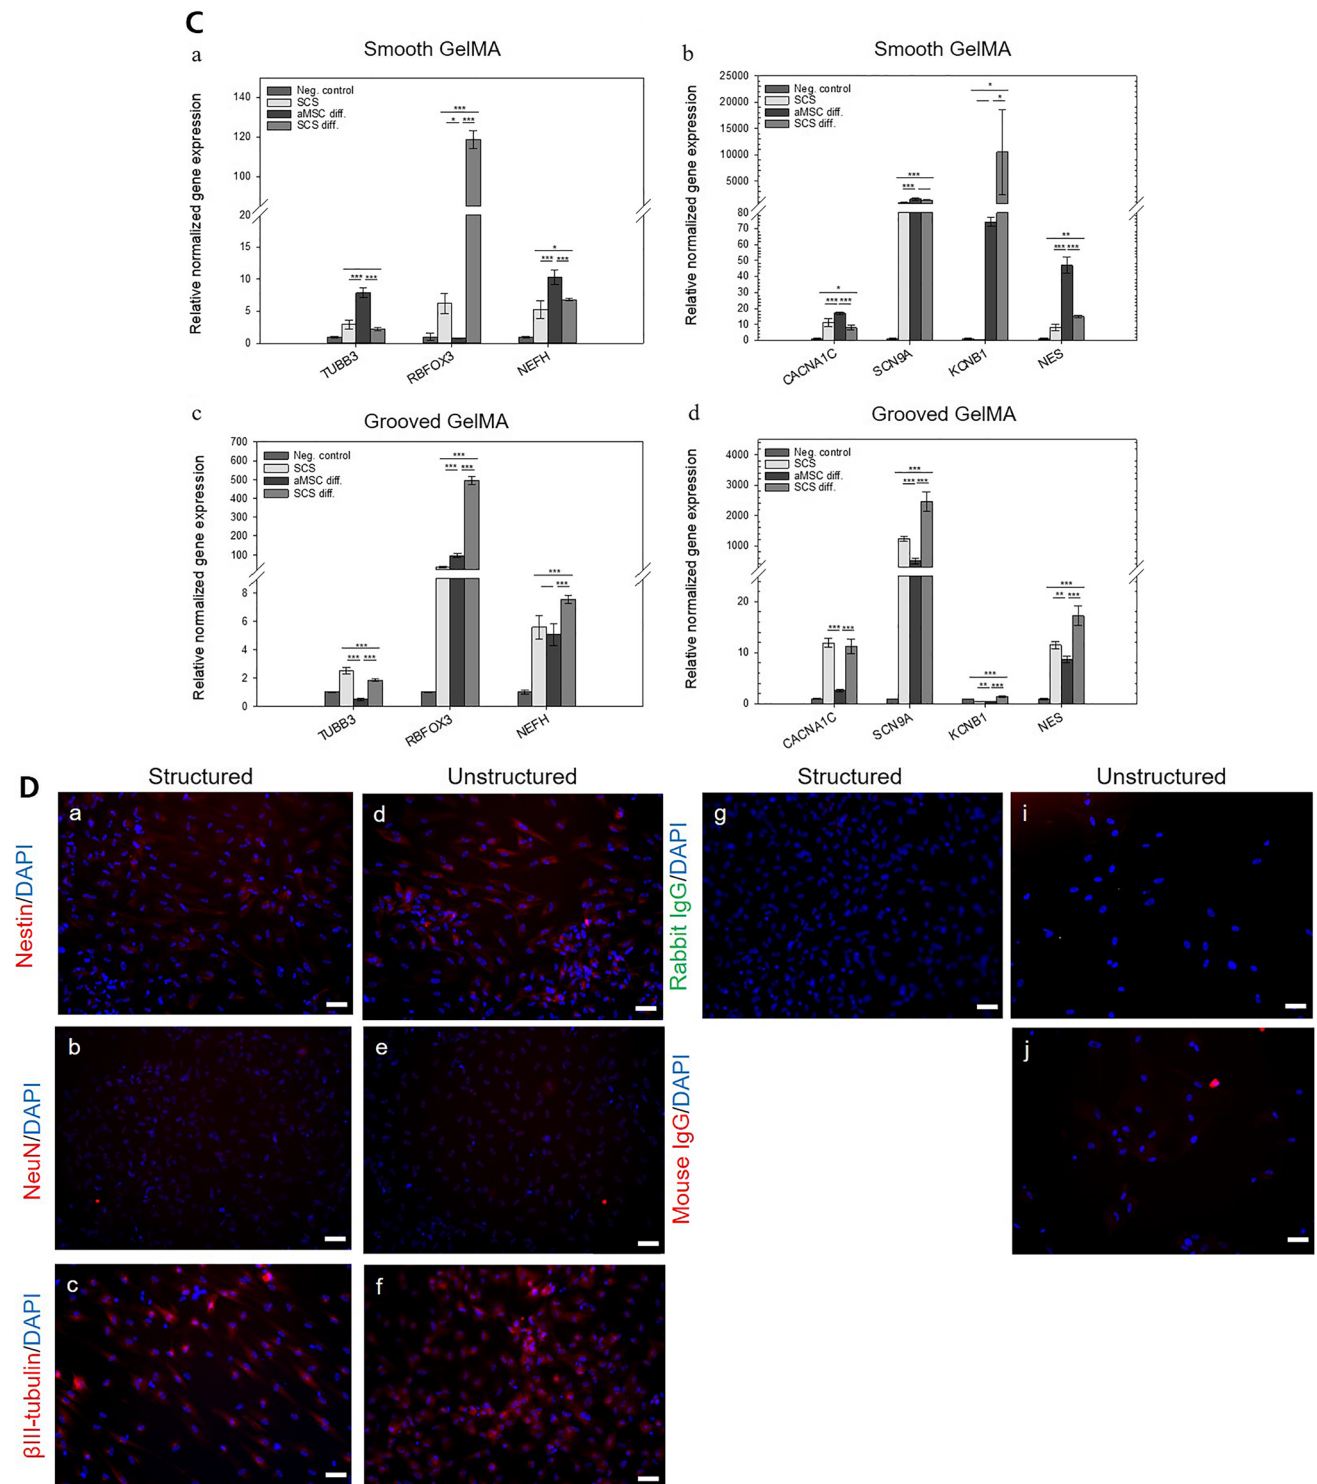 C
a
Smooth GelMA
Relative normalized gene expression
140
120
100
20
15
10
5
0
Neg. control
SCS
aMSC diff.
SCS diff.
***
***
***
* ***
*
*** ***
TUBB3
RBFOX3
NEFH
b
Smooth GelMA
Relative normalized gene expression
25000
20000
15000
10000
5000
80
70
60
50
40
30
20
10
0
Neg. control
SCS
aMSC diff.
SCS diff.
*
*** ***
***
***
*
*
**
*** ***
CACNA1C
SCN9A
KCNB1
NES
c
Grooved GelMA
Relative normalized gene expression
700
600
500
400
300
200
100
8
6
4
2
0
Neg. control
SCS
aMSC diff.
SCS diff.
***
*** ***
***
*** ***
***
***
TUBB3
RBFOX3
NEFH
d
Grooved GelMA
Relative normalized gene expression
4000
3000
2000
1000
20
10
0
Neg. control
SCS
aMSC diff.
SCS diff.
*** ***
***
*** ***
***
** ***
***
** ***
CACNA1C
SCN9A
KCNB1
NES
D
Structured
Unstructured
Structured
Unstructured
Nestin/DAPI
a
d
Rabbit IgG/DAPI
g
i
NeuN/DAPI
b
e
Mouse IgG/DAPI
j
βIII-tubulin/DAPI
c
f